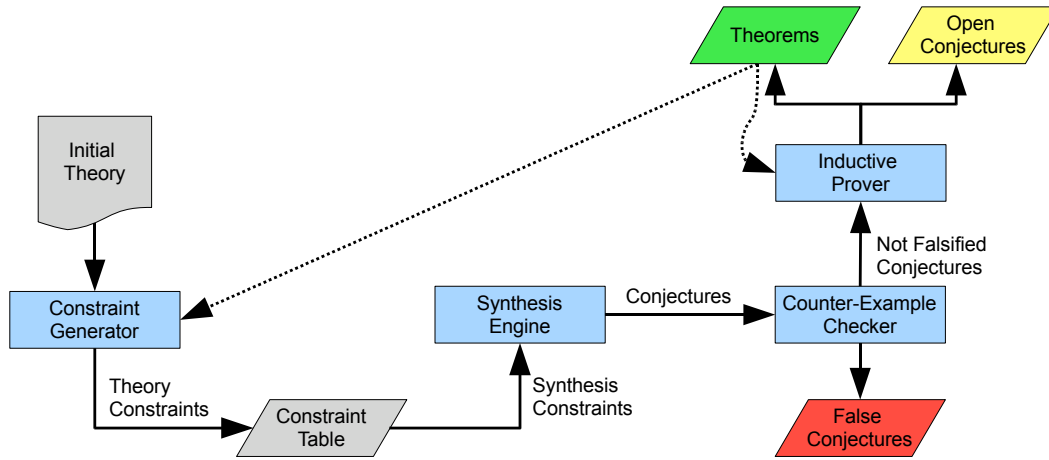 Theorems
Open
Conjectures
Initial
Theory
Inductive
Prover
Not Falsified
Conjectures
Constraint
Generator
Synthesis
Engine
Conjectures
Counter-Example
Checker
Theory
Constraints
Synthesis
Constraints
Constraint
Table
False
Conjectures